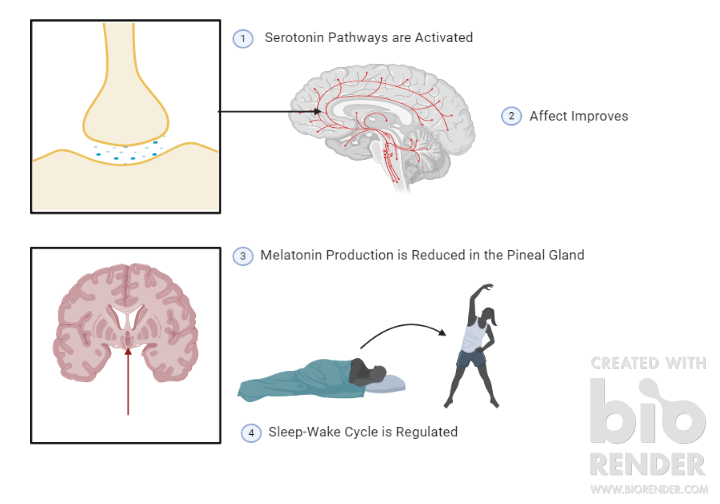 1 Serotonin Pathways are Activated
2 Affect Improves
3 Melatonin Production is Reduced in the Pineal Gland
4 Sleep-Wake Cycle is Regulated
CREATED WITH
bio
RENDER
WWW.BIORENDER.COM